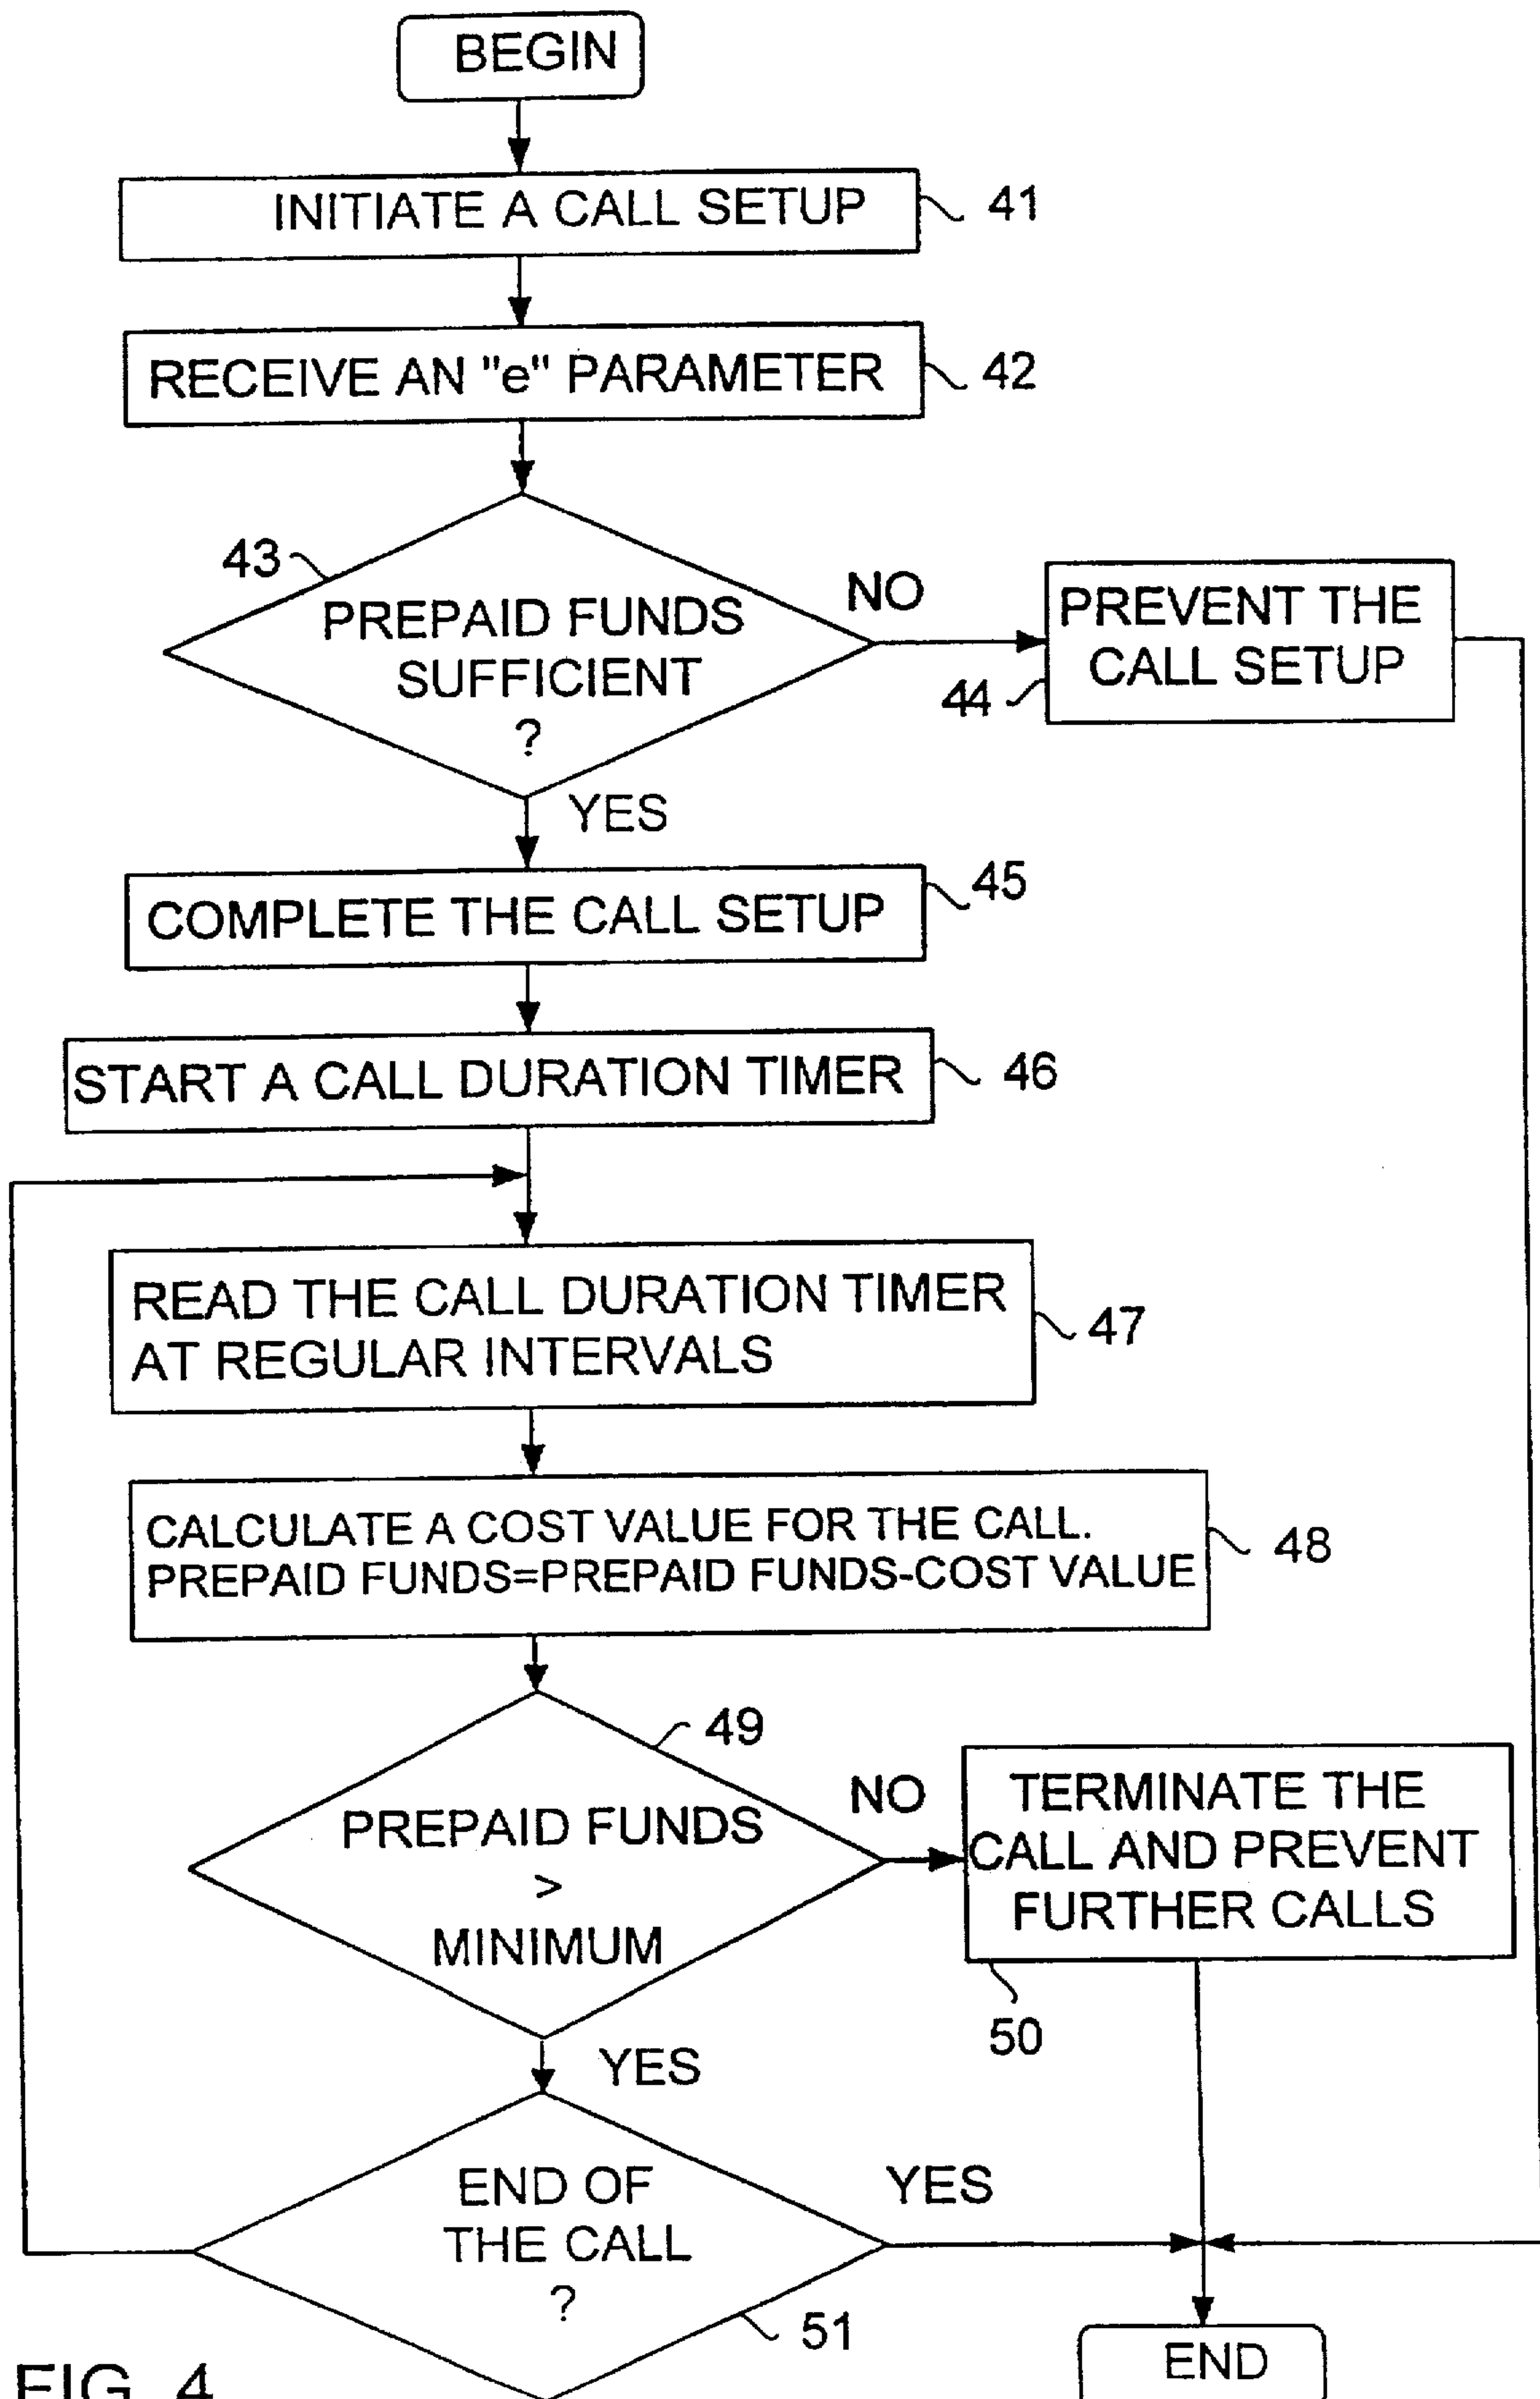 BEGIN
INITIATE A CALL SETUP
41
RECEIVE AN "e" PARAMETER
42
43
PREPAID FUNDS
SUFFICIENT
?
NO
PREVENT THE
CALL SETUP
44
YES
COMPLETE THE CALL SETUP
45
START A CALL DURATION TIMER
46
READ THE CALL DURATION TIMER
AT REGULAR INTERVALS
47
CALCULATE A COST VALUE FOR THE CALL.
PREPAID FUNDS=PREPAID FUNDS-COST VALUE
48
49
PREPAID FUNDS
>
MINIMUM
NO
TERMINATE THE
CALL AND PREVENT
FURTHER CALLS
50
YES
END OF
THE CALL
?
YES
51
END
FIG. 4